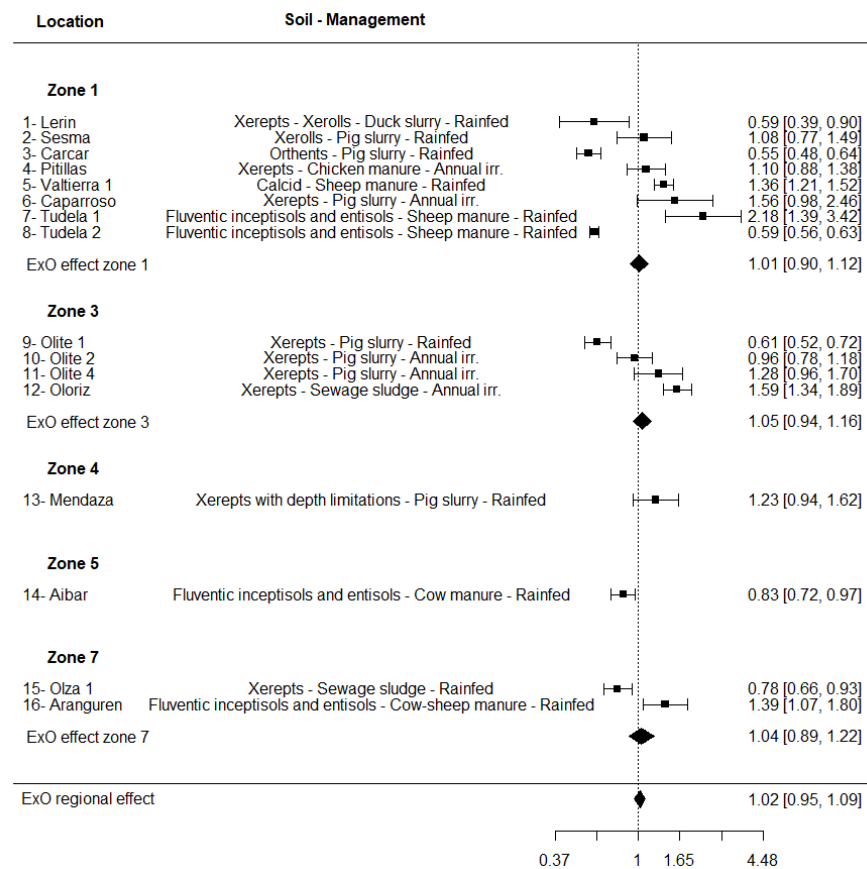 Location Soil - Management
Zone 1
1- Lerin Xerepts - Xerolls - Duck slurry - Rainfed 0.59 [0.39, 0.90]
2- Sesma Xerolls - Pig slurry - Rainfed 1.08 [0.77, 1.49]
3- Carcar Orthents - Pig slurry - Rainfed 0.55 [0.48, 0.64]
4- Pitillas Xerepts - Chicken manure - Annual irr. 1.10 [0.88, 1.38]
5- Valtierra 1 Calcid - Sheep manure - Rainfed 1.36 [1.21, 1.52]
6- Caparroso Xerepts - Pig slurry - Annual irr. 1.56 [0.98, 2.46]
7- Tudela 1 Fluventic inceptisols and entisols - Sheep manure - Rainfed 2.18 [1.39, 3.42]
8- Tudela 2 Fluventic inceptisols and entisols - Sheep manure - Rainfed 0.59 [0.56, 0.63]
ExO effect zone 1 1.01 [0.90, 1.12]
Zone 3
9- Olite 1 Xerepts - Pig slurry - Rainfed 0.61 [0.52, 0.72]
10- Olite 2 Xerepts - Pig slurry - Annual irr. 0.96 [0.78, 1.18]
11- Olite 4 Xerepts - Pig slurry - Annual irr. 1.28 [0.96, 1.70]
12- Oloriz Xerepts - Sewage sludge - Annual irr. 1.59 [1.34, 1.89]
ExO effect zone 3 1.05 [0.94, 1.16]
Zone 4
13- Mendaza Xerepts with depth limitations - Pig slurry - Rainfed 1.23 [0.94, 1.62]
Zone 5
14- Aibar Fluventic inceptisols and entisols - Cow manure - Rainfed 0.83 [0.72, 0.97]
Zone 7
15- Olza 1 Xerepts - Sewage sludge - Rainfed 0.78 [0.66, 0.93]
16- Aranguren Fluventic inceptisols and entisols - Cow-sheep manure - Rainfed 1.39 [1.07, 1.80]
ExO effect zone 7 1.04 [0.89, 1.22]
ExO regional effect 1.02 [0.95, 1.09]
0.37 1 1.65 4.48